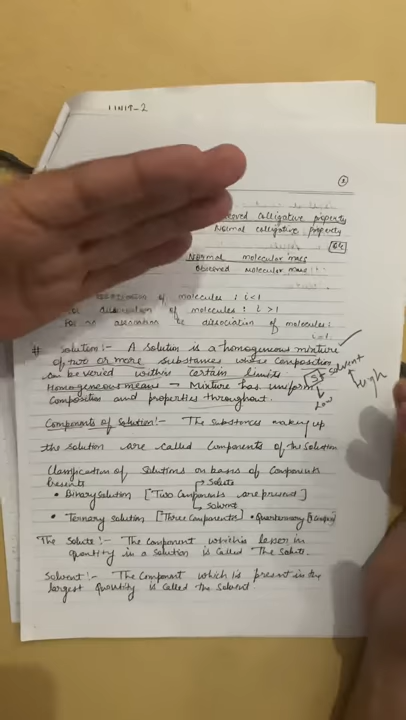 UNIT-2
2
colligative property
Normal colligative property
Normal molecular mass
Observed molecular mass
of molecules : i<1
dissociation of molecules : i >1
For no association or dissociation of molecules:
# Solution:- A Solution is a homogeneous mixture
of two or more substances whose composition
can be varied within certain limits.
solvent
high
low
Homogeneous means → Mixture has uniform
composition and properties throughout.
Components of Solution:- The Substances making up
the solution are called Components of the Solution
Classification of Solutions on basis of Components
Present
Solute
• Binary solution [Two Components are present]
Solvent
• Ternary solution [Three Components] •
The Solute:- The Component which is lesser in
quantity in a solution is called The Solute.
Solvent:- The Component which is present in the
largest Quantity is called the Solvent